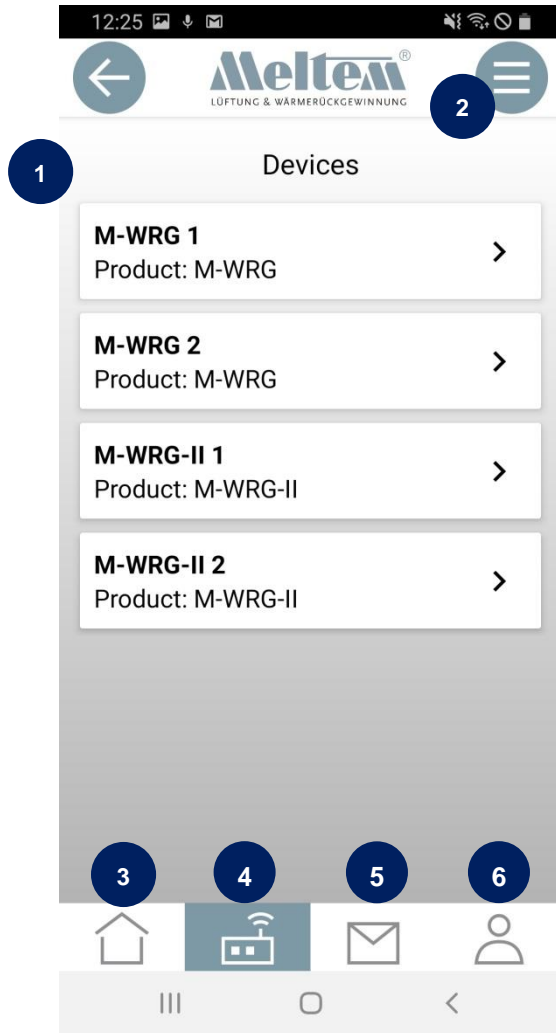 12:25
Meltem®
LÜFTUNG & WÄRMERÜCKGEWINNUNG
2
1
Devices
M-WRG 1
Product: M-WRG
M-WRG 2
Product: M-WRG
M-WRG-II 1
Product: M-WRG-II
M-WRG-II 2
Product: M-WRG-II
3 4 5 6